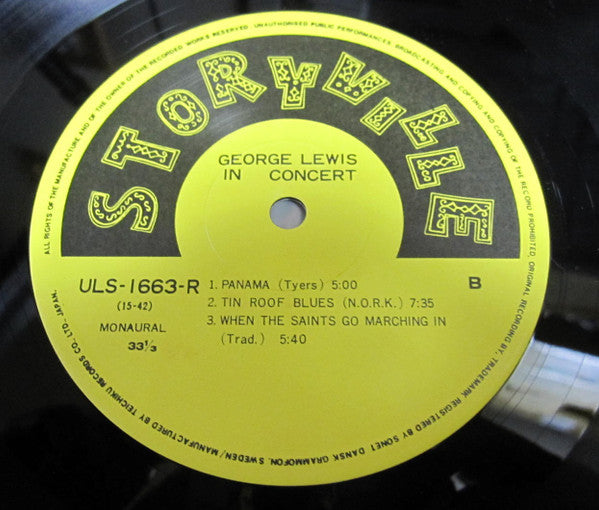 ALL RIGHTS OF THE MANUFACTURE AND OF THE OWNER OF THE RECORDED WORKS RESERVED. UNAUTHORISED PUBLIC PERFORMANCES, BROADCASTING AND COPYING AND COPYING OF THE RECORD PROHIBITED. ORIGINAL RECORDING BY, TRADEMARK REGISTERED BY SONET DANSK GRAMMOFON. SWEDEN/MANUFACTURED BY TEICHIKU RECORDS CO. LTD., JAPAN.
STORYVILLE
GEORGE LEWIS
IN CONCERT
ULS-1663-R
(15-42)
MONAURAL
33⅓
1. PANAMA (Tyers) 5:00
2. TIN ROOF BLUES (N.O.R.K.) 7:35
3. WHEN THE SAINTS GO MARCHING IN
(Trad.) 5:40
B